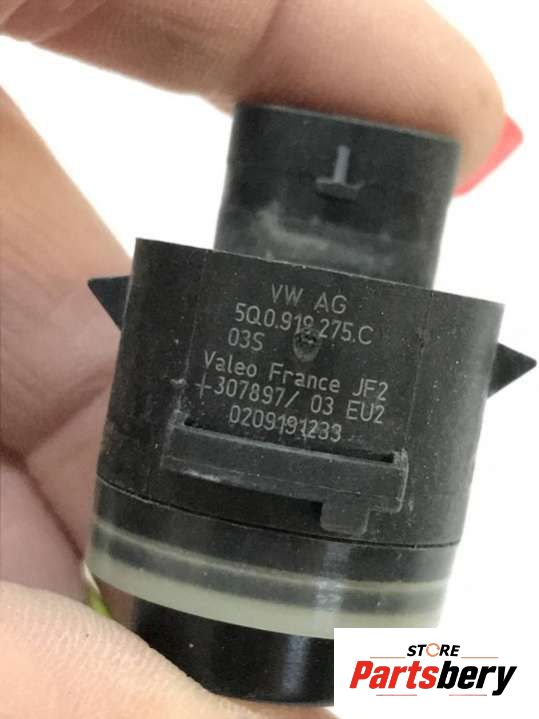 VW AG
5Q0.919.275.C
03S
Valeo France JF2
+307897/ 03 EU2
0209191233
STORE
Partsbery